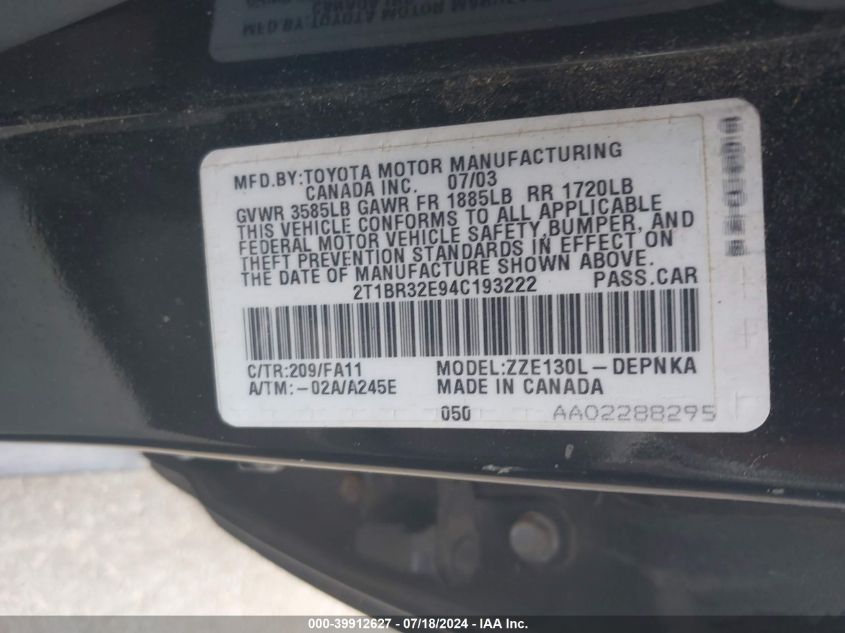 MFD.BY:TOYOTA MOTOR MANUFACTURING
CANADA INC. 07/03
GVWR 3585LB GAWR FR 1885LB RR 1720LB
THIS VEHICLE CONFORMS TO ALL APPLICABLE
FEDERAL MOTOR VEHICLE SAFETY,BUMPER, AND
THEFT PREVENTION STANDARDS IN EFFECT ON
THE DATE OF MANUFACTURE SHOWN ABOVE.
2T1BR32E94C193222 PASS.CAR
C/TR:209/FA11 MODEL:ZZE130L-DEPNKA
A/TM:-02A/A245E MADE IN CANADA
050 AA02288295
000-39912627 - 07/18/2024 - IAA Inc.